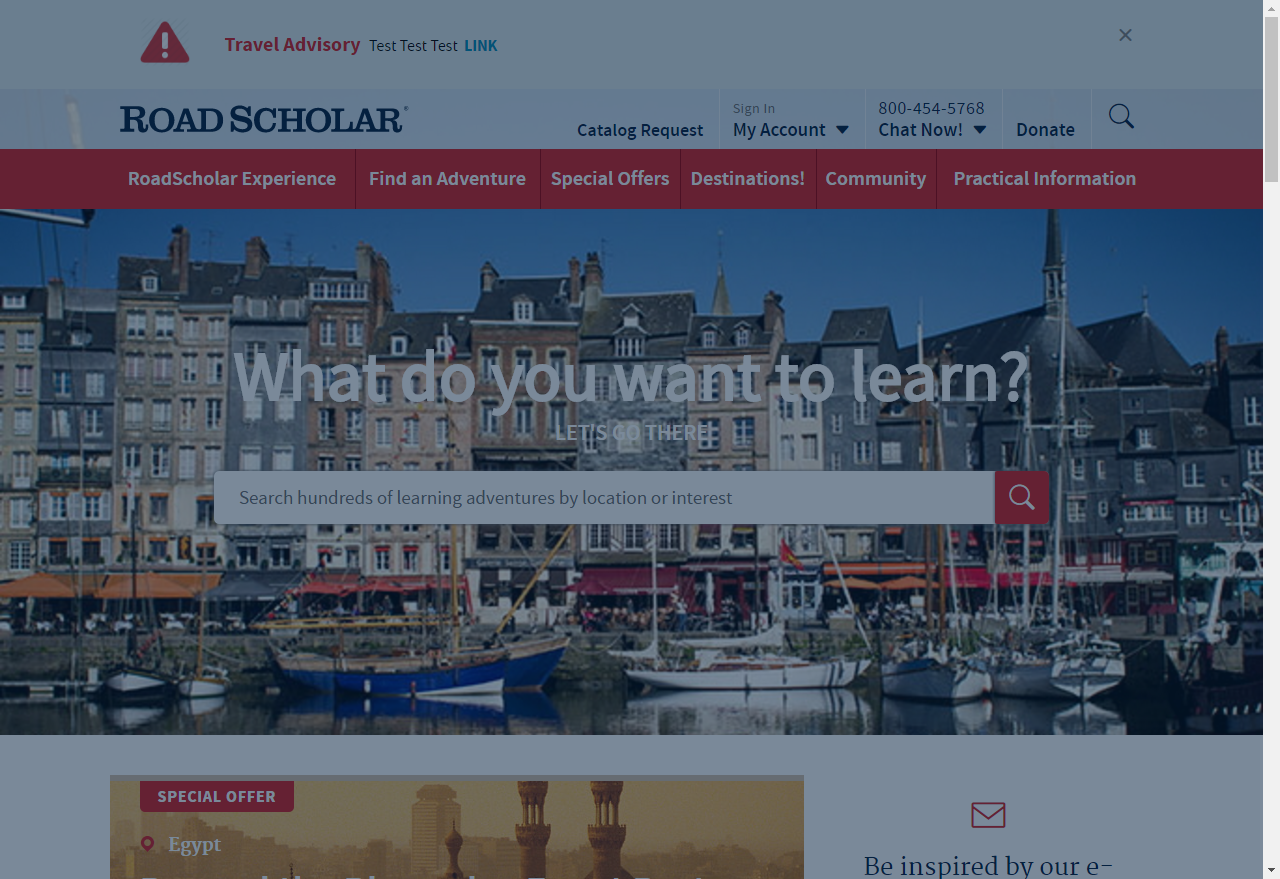 Travel Advisory Test Test Test LINK
ROAD SCHOLAR®
Catalog Request
Sign In
My Account
800-454-5768
Chat Now!
Donate
RoadScholar Experience Find an Adventure Special Offers Destinations! Community Practical Information
What do you want to learn?
LET'S GO THERE
Search hundreds of learning adventures by location or interest
SPECIAL OFFER
Egypt
Be inspired by our e-